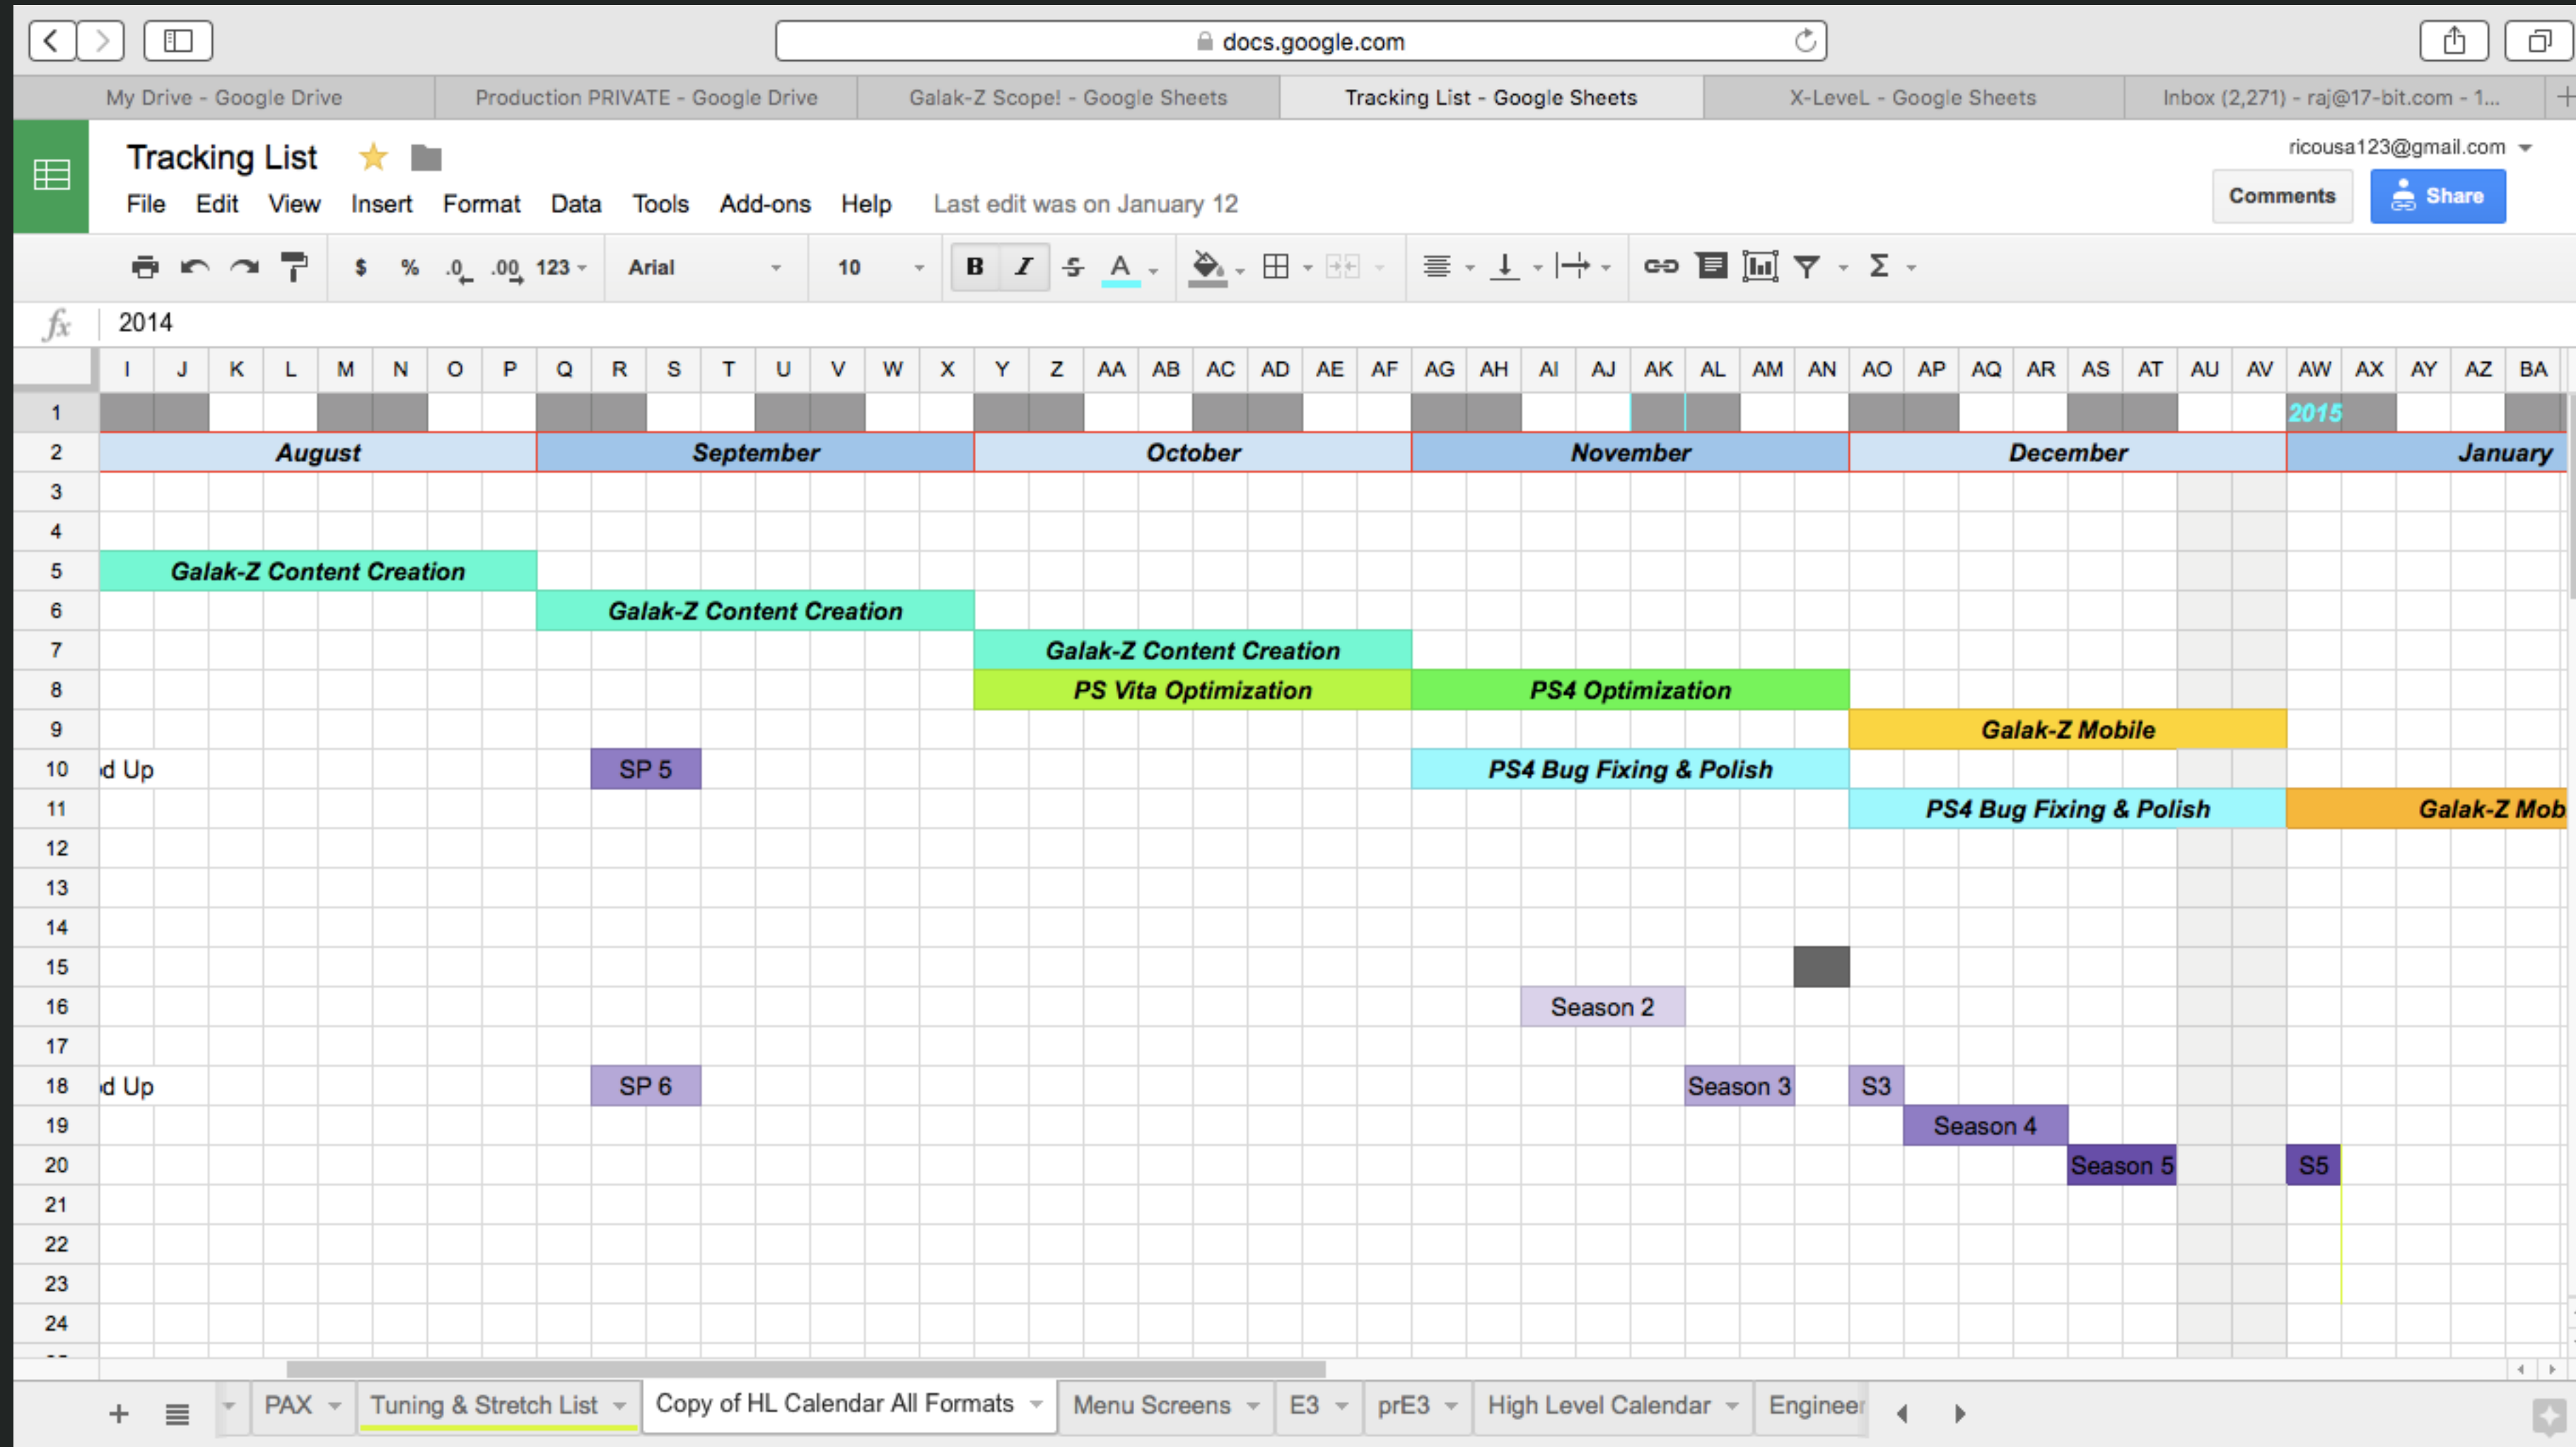 docs.google.com
My Drive - Google Drive Production PRIVATE - Google Drive Galak-Z Scope! - Google Sheets Tracking List - Google Sheets X-LeveL - Google Sheets Inbox (2,271) - raj@17-bit.com - 1...
Tracking List ricousa123@gmail.com
File Edit View Insert Format Data Tools Add-ons Help Last edit was on January 12 Comments Share
$ % .0 .00 123 Arial 10 B I S A Σ
fx 2014
I J K L M N O P Q R S T U V W X Y Z AA AB AC AD AE AF AG AH AI AJ AK AL AM AN AO AP AQ AR AS AT AU AV AW AX AY AZ BA
1 2015
2 August September October November December January
3
4
5 Galak-Z Content Creation
6 Galak-Z Content Creation
7 Galak-Z Content Creation
8 PS Vita Optimization PS4 Optimization
9 Galak-Z Mobile
10 d Up SP 5 PS4 Bug Fixing & Polish
11 PS4 Bug Fixing & Polish Galak-Z Mob
12
13
14
15
16 Season 2
17
18 d Up SP 6 Season 3 S3
19 Season 4
20 Season 5 S5
21
22
23
24
PAX Tuning & Stretch List Copy of HL Calendar All Formats Menu Screens E3 prE3 High Level Calendar Engineer